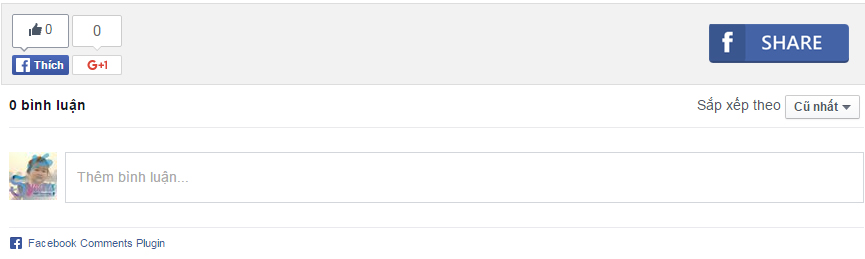 0 0
Thích G+1
f SHARE
0 bình luận Sắp xếp theo Cũ nhất
Thêm bình luận...
Facebook Comments Plugin